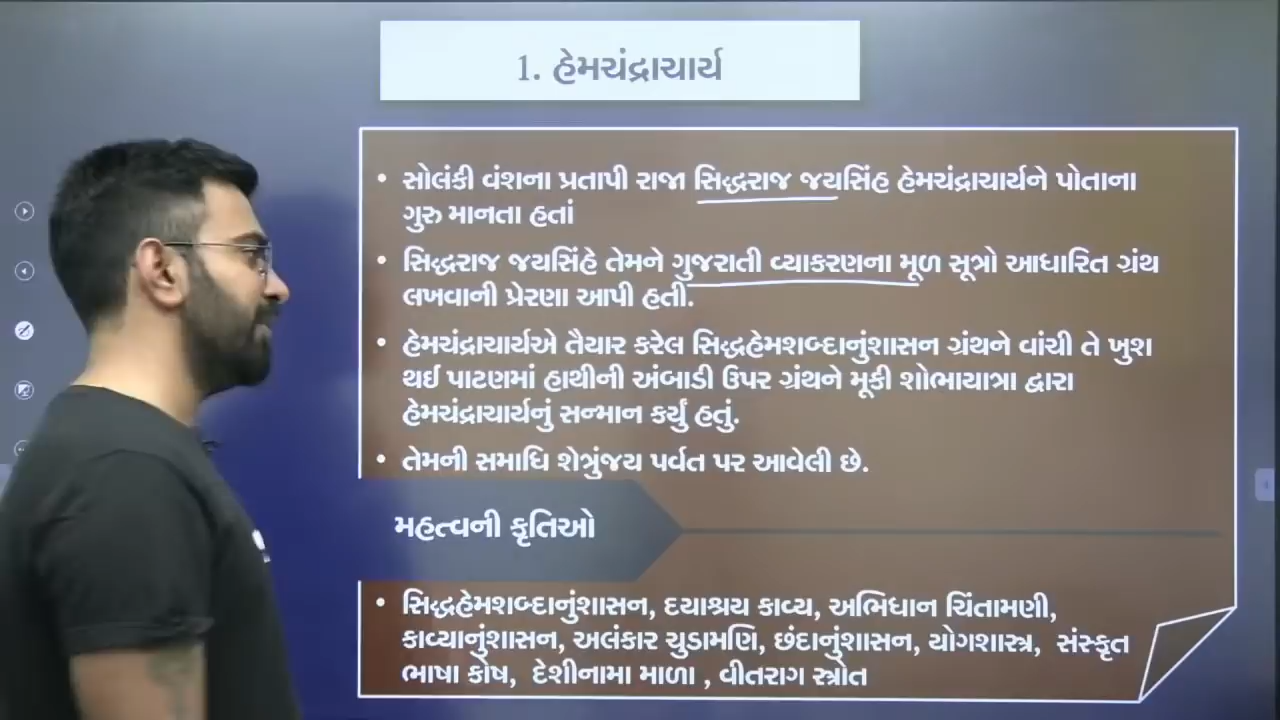 1. હેમચંદ્રાચાર્ય
• સોલંકી વંશના પ્રતાપી રાજા સિદ્ધરાજ જયસિંહ હેમચંદ્રાચાર્યને પોતાના
ગુરુ માનતા હતાં
• સિદ્ધરાજ જયસિંહે તેમને ગુજરાતી વ્યાકરણના મૂળ સૂત્રો આધારિત ગ્રંથ
લખવાની પ્રેરણા આપી હતી.
• હેમચંદ્રાચાર્યએ તૈયાર કરેલ સિદ્ધહેમશબ્દાનુંશાસન ગ્રંથને વાંચી તે ખુશ
થઈ પાટણમાં હાથીની અંબાડી ઉપર ગ્રંથને મૂકી શોભાયાત્રા દ્વારા
હેમચંદ્રાચાર્યનું સન્માન કર્યું હતું.
• તેમની સમાધિ શેત્રુંજય પર્વત પર આવેલી છે.
મહત્વની કૃતિઓ
• સિદ્ધહેમશબ્દાનુંશાસન, દયાશ્રય કાવ્ય, અભિધાન ચિંતામણી,
કાવ્યાનુંશાસન, અલંકાર ચુડામણિ, છંદાનુંશાસન, યોગશાસ્ત્ર, સંસ્કૃત
ભાષા કોષ, દેશીનામા માળા , વીતરાગ સ્ત્રોત